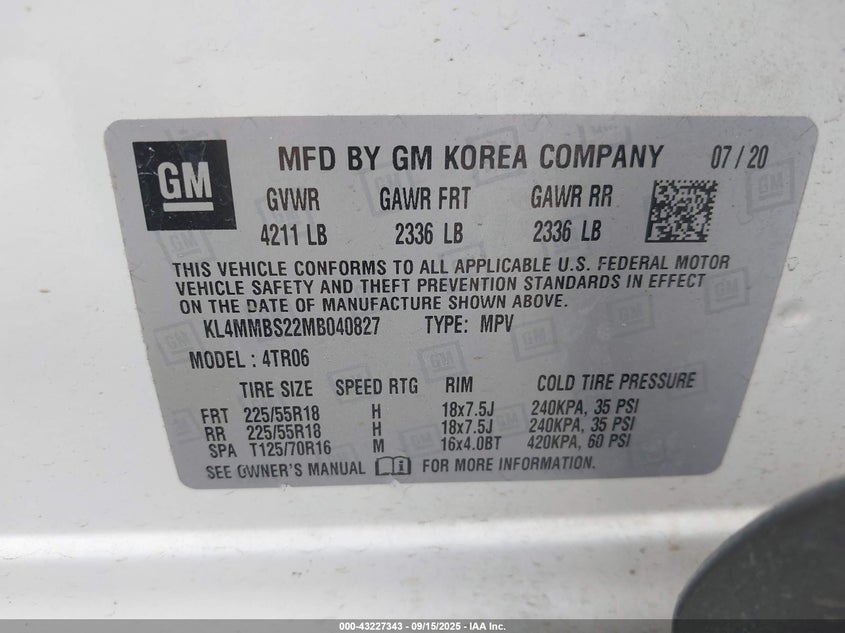 GM
MFD BY GM KOREA COMPANY 07/20
GVWR GAWR FRT GAWR RR
4211 LB 2336 LB 2336 LB
THIS VEHICLE CONFORMS TO ALL APPLICABLE U.S. FEDERAL MOTOR
VEHICLE SAFETY AND THEFT PREVENTION STANDARDS IN EFFECT
ON THE DATE OF MANUFACTURE SHOWN ABOVE.
KL4MMBS22MB040827 TYPE: MPV
MODEL : 4TR06
TIRE SIZE SPEED RTG RIM COLD TIRE PRESSURE
FRT 225/55R18 H 18x7.5J 240KPA, 35 PSI
RR 225/55R18 H 18x7.5J 240KPA, 35 PSI
SPA T125/70R16 M 16x4.0BT 420KPA, 60 PSI
SEE OWNER'S MANUAL FOR MORE INFORMATION.
000-43227343 - 09/15/2025 - IAA Inc.